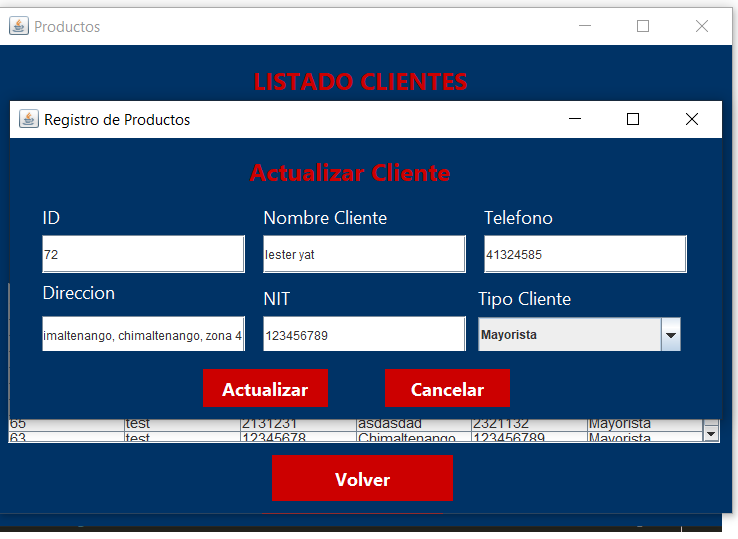 Productos
LISTADO CLIENTES
Registro de Productos
Actualizar Cliente
ID Nombre Cliente Telefono
72 lester yat 41324585
Direccion NIT Tipo Cliente
imaltenango, chimaltenango, zona 4 123456789 Mayorista
Actualizar Cancelar
65 test 2131231 asdasdad 2321132 Mayorista
63 test 12345678 Chimaltenango 123456789 Mayorista
Volver